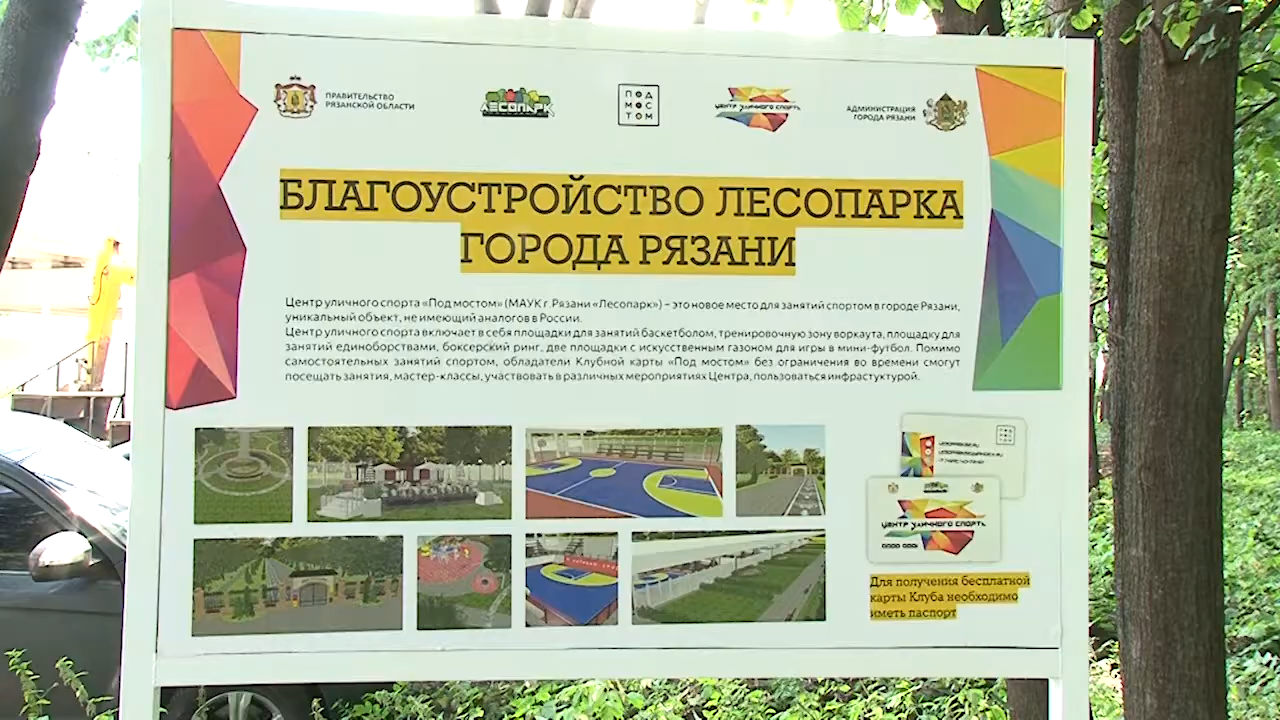 ПРАВИТЕЛЬСТВО
РЯЗАНСКОЙ ОБЛАСТИ
ЛЕСОПАРК
ПОД
МОС
ТОМ
ЦЕНТР УЛИЧНОГО СПОРТА
АДМИНИСТРАЦИЯ
ГОРОДА РЯЗАНИ
БЛАГОУСТРОЙСТВО ЛЕСОПАРКА
ГОРОДА РЯЗАНИ
Центр уличного спорта «Под мостом» (МАУК г. Рязани «Лесопарк») – это новое место для занятий спортом в городе Рязани,
уникальный объект, не имеющий аналогов в России.
Центр уличного спорта включает в себя площадки для занятий баскетболом, тренировочную зону воркаута, площадку для
занятий единоборствами, боксерский ринг, две площадки с искусственным газоном для игры в мини-футбол. Помимо
самостоятельных занятий спортом, обладатели Клубной карты «Под мостом» без ограничения во времени смогут
посещать занятия, мастер-классы, участвовать в различных мероприятиях Центра, пользоваться инфрастуктурой.
ЦЕНТР УЛИЧНОГО СПОРТА
Для получения бесплатной
карты Клуба необходимо
иметь паспорт